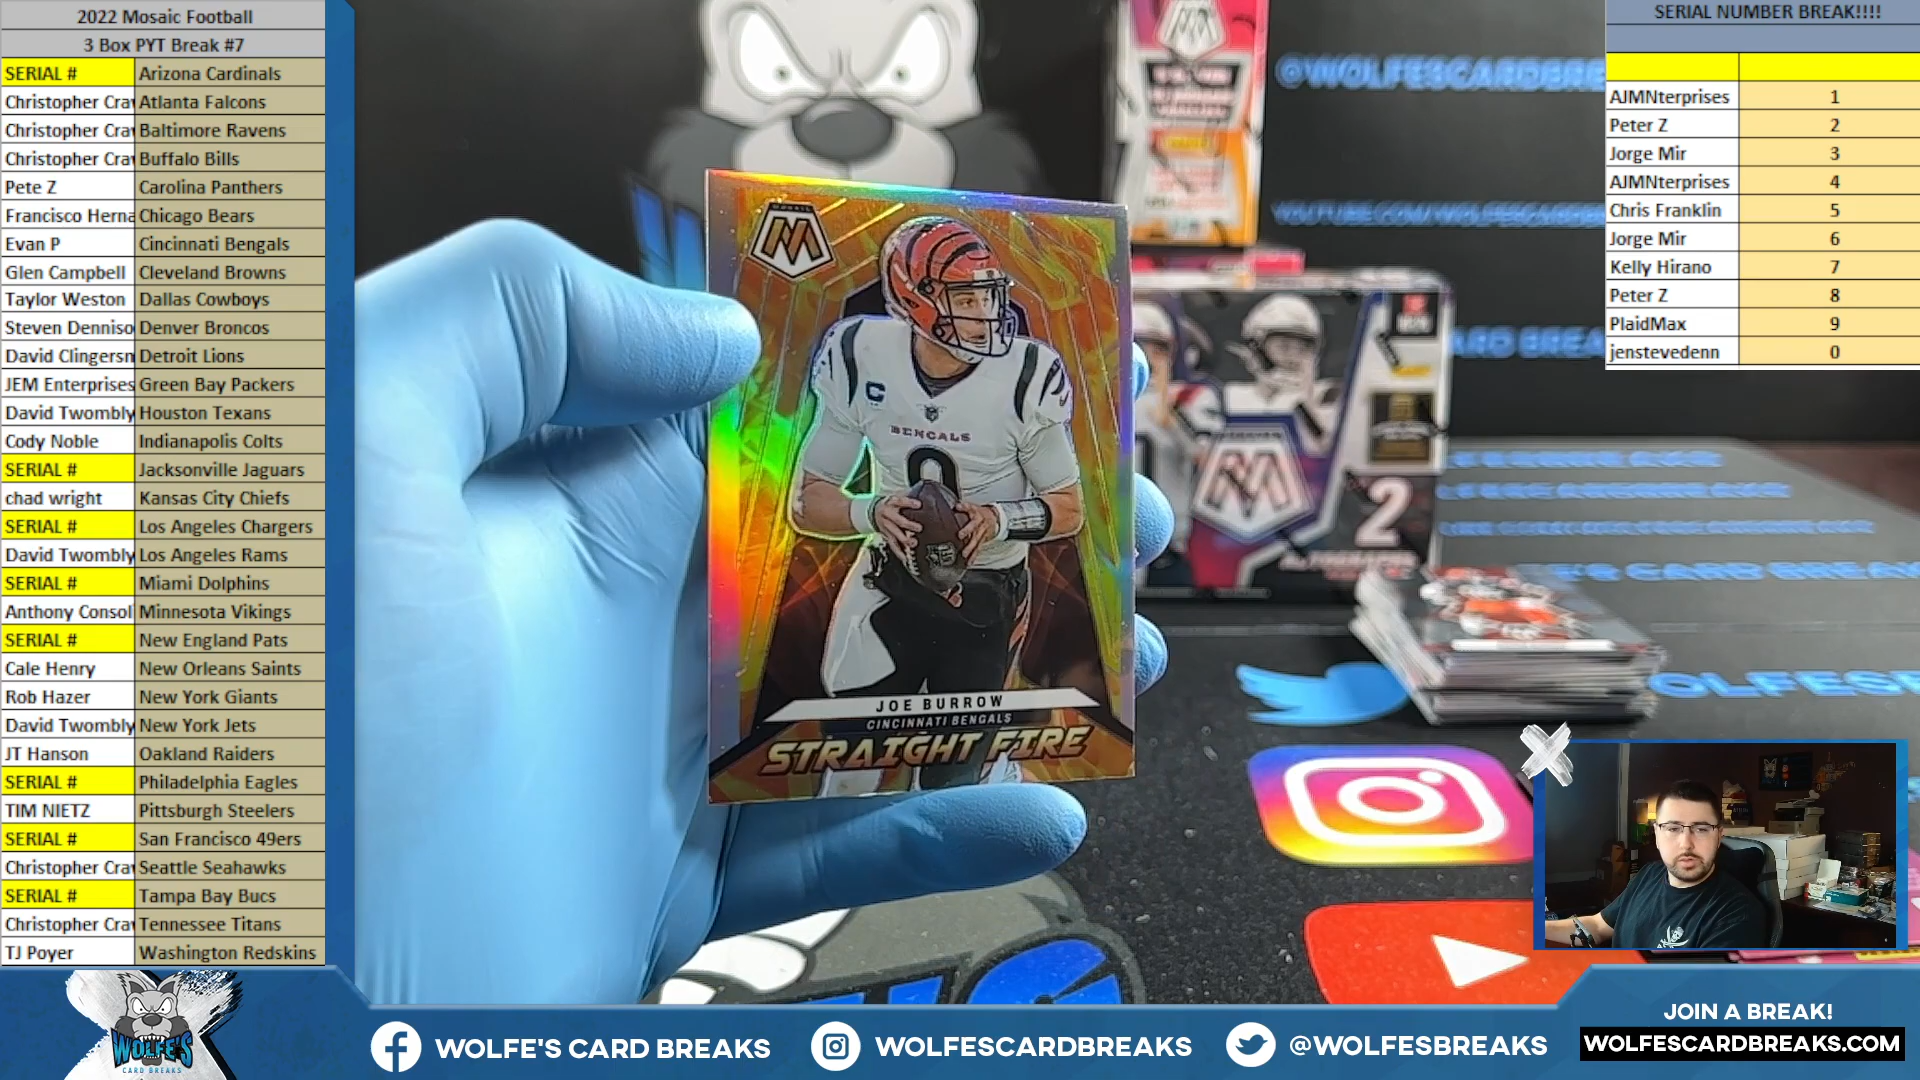 2022 Mosaic Football
3 Box PYT Break #7
SERIAL # Arizona Cardinals
Christopher Cra Atlanta Falcons
Christopher Cra Baltimore Ravens
Christopher Cra Buffalo Bills
Pete Z Carolina Panthers
Francisco Herna Chicago Bears
Evan P Cincinnati Bengals
Glen Campbell Cleveland Browns
Taylor Weston Dallas Cowboys
Steven Denniso Denver Broncos
David Clingersn Detroit Lions
JEM Enterprises Green Bay Packers
David Twombly Houston Texans
Cody Noble Indianapolis Colts
SERIAL # Jacksonville Jaguars
chad wright Kansas City Chiefs
SERIAL # Los Angeles Chargers
David Twombly Los Angeles Rams
SERIAL # Miami Dolphins
Anthony Consol Minnesota Vikings
SERIAL # New England Pats
Cale Henry New Orleans Saints
Rob Hazer New York Giants
David Twombly New York Jets
JT Hanson Oakland Raiders
SERIAL # Philadelphia Eagles
TIM NIETZ Pittsburgh Steelers
SERIAL # San Francisco 49ers
Christopher Cra Seattle Seahawks
SERIAL # Tampa Bay Bucs
Christopher Cra Tennessee Titans
TJ Poyer Washington Redskins
SERIAL NUMBER BREAK!!!!
AJMNterprises 1
Peter Z 2
Jorge Mir 3
AJMNterprises 4
Chris Franklin 5
Jorge Mir 6
Kelly Hirano 7
Peter Z 8
PlaidMax 9
jenstevedenn 0
@WOLFESCARDBRE
MOSAIC
C
BENGALS
9
JOE BURROW
CINCINNATI BENGALS
STRAIGHT FIRE
2
WOLFE'S
CARD BREAKS
WOLFE'S CARD BREAKS
WOLFESCARDBREAKS
@WOLFESBREAKS
JOIN A BREAK!
WOLFESCARDBREAKS.COM